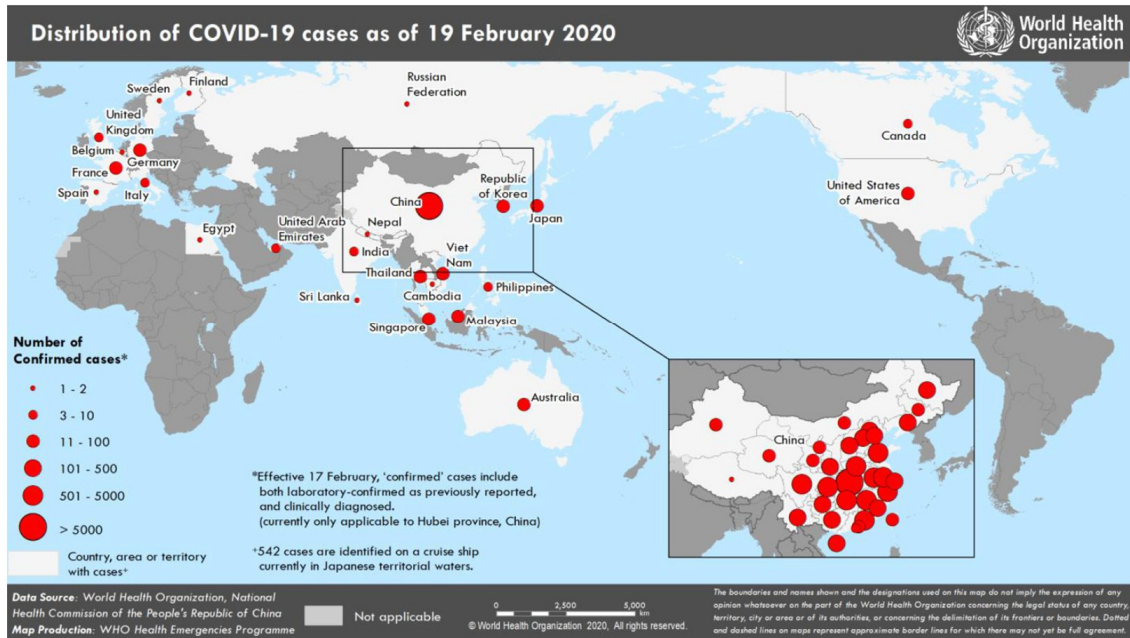 Distribution of COVID-19 cases as of 19 February 2020
World Health
Organization
Finland
Sweden
Russian
Federation
United
Kingdom
Canada
Belgium
Germany
France
Republic
of Korea
United States
of America
Spain
Italy
China
Japan
Egypt
United Arab
Emirates
Nepal
India
Viet
Nam
Thailand
Sri Lanka
Cambodia
Philippines
Singapore
Malaysia
Australia
Number of
Confirmed cases*
1 - 2
3 - 10
11 - 100
101 - 500
501 - 5000
> 5000
Country, area or territory
with cases⁺
*Effective 17 February, 'confirmed' cases include
both laboratory-confirmed as previously reported,
and clinically diagnosed.
(currently only applicable to Hubei province, China)
⁺542 cases are identified on a cruise ship
currently in Japanese territorial waters.
China
Data Source: World Health Organization, National
Health Commission of the People's Republic of China
Map Production: WHO Health Emergencies Programme
Not applicable
0 2,500 5,000
km
© World Health Organization 2020, All rights reserved.
The boundaries and names shown and the designations used on this map do not imply the expression of any
opinion whatsoever on the part of the World Health Organization concerning the legal status of any country,
territory, city or area or of its authorities, or concerning the delimitation of its frontiers or boundaries. Dotted
and dashed lines on maps represent approximate border lines for which there may not yet be full agreement.